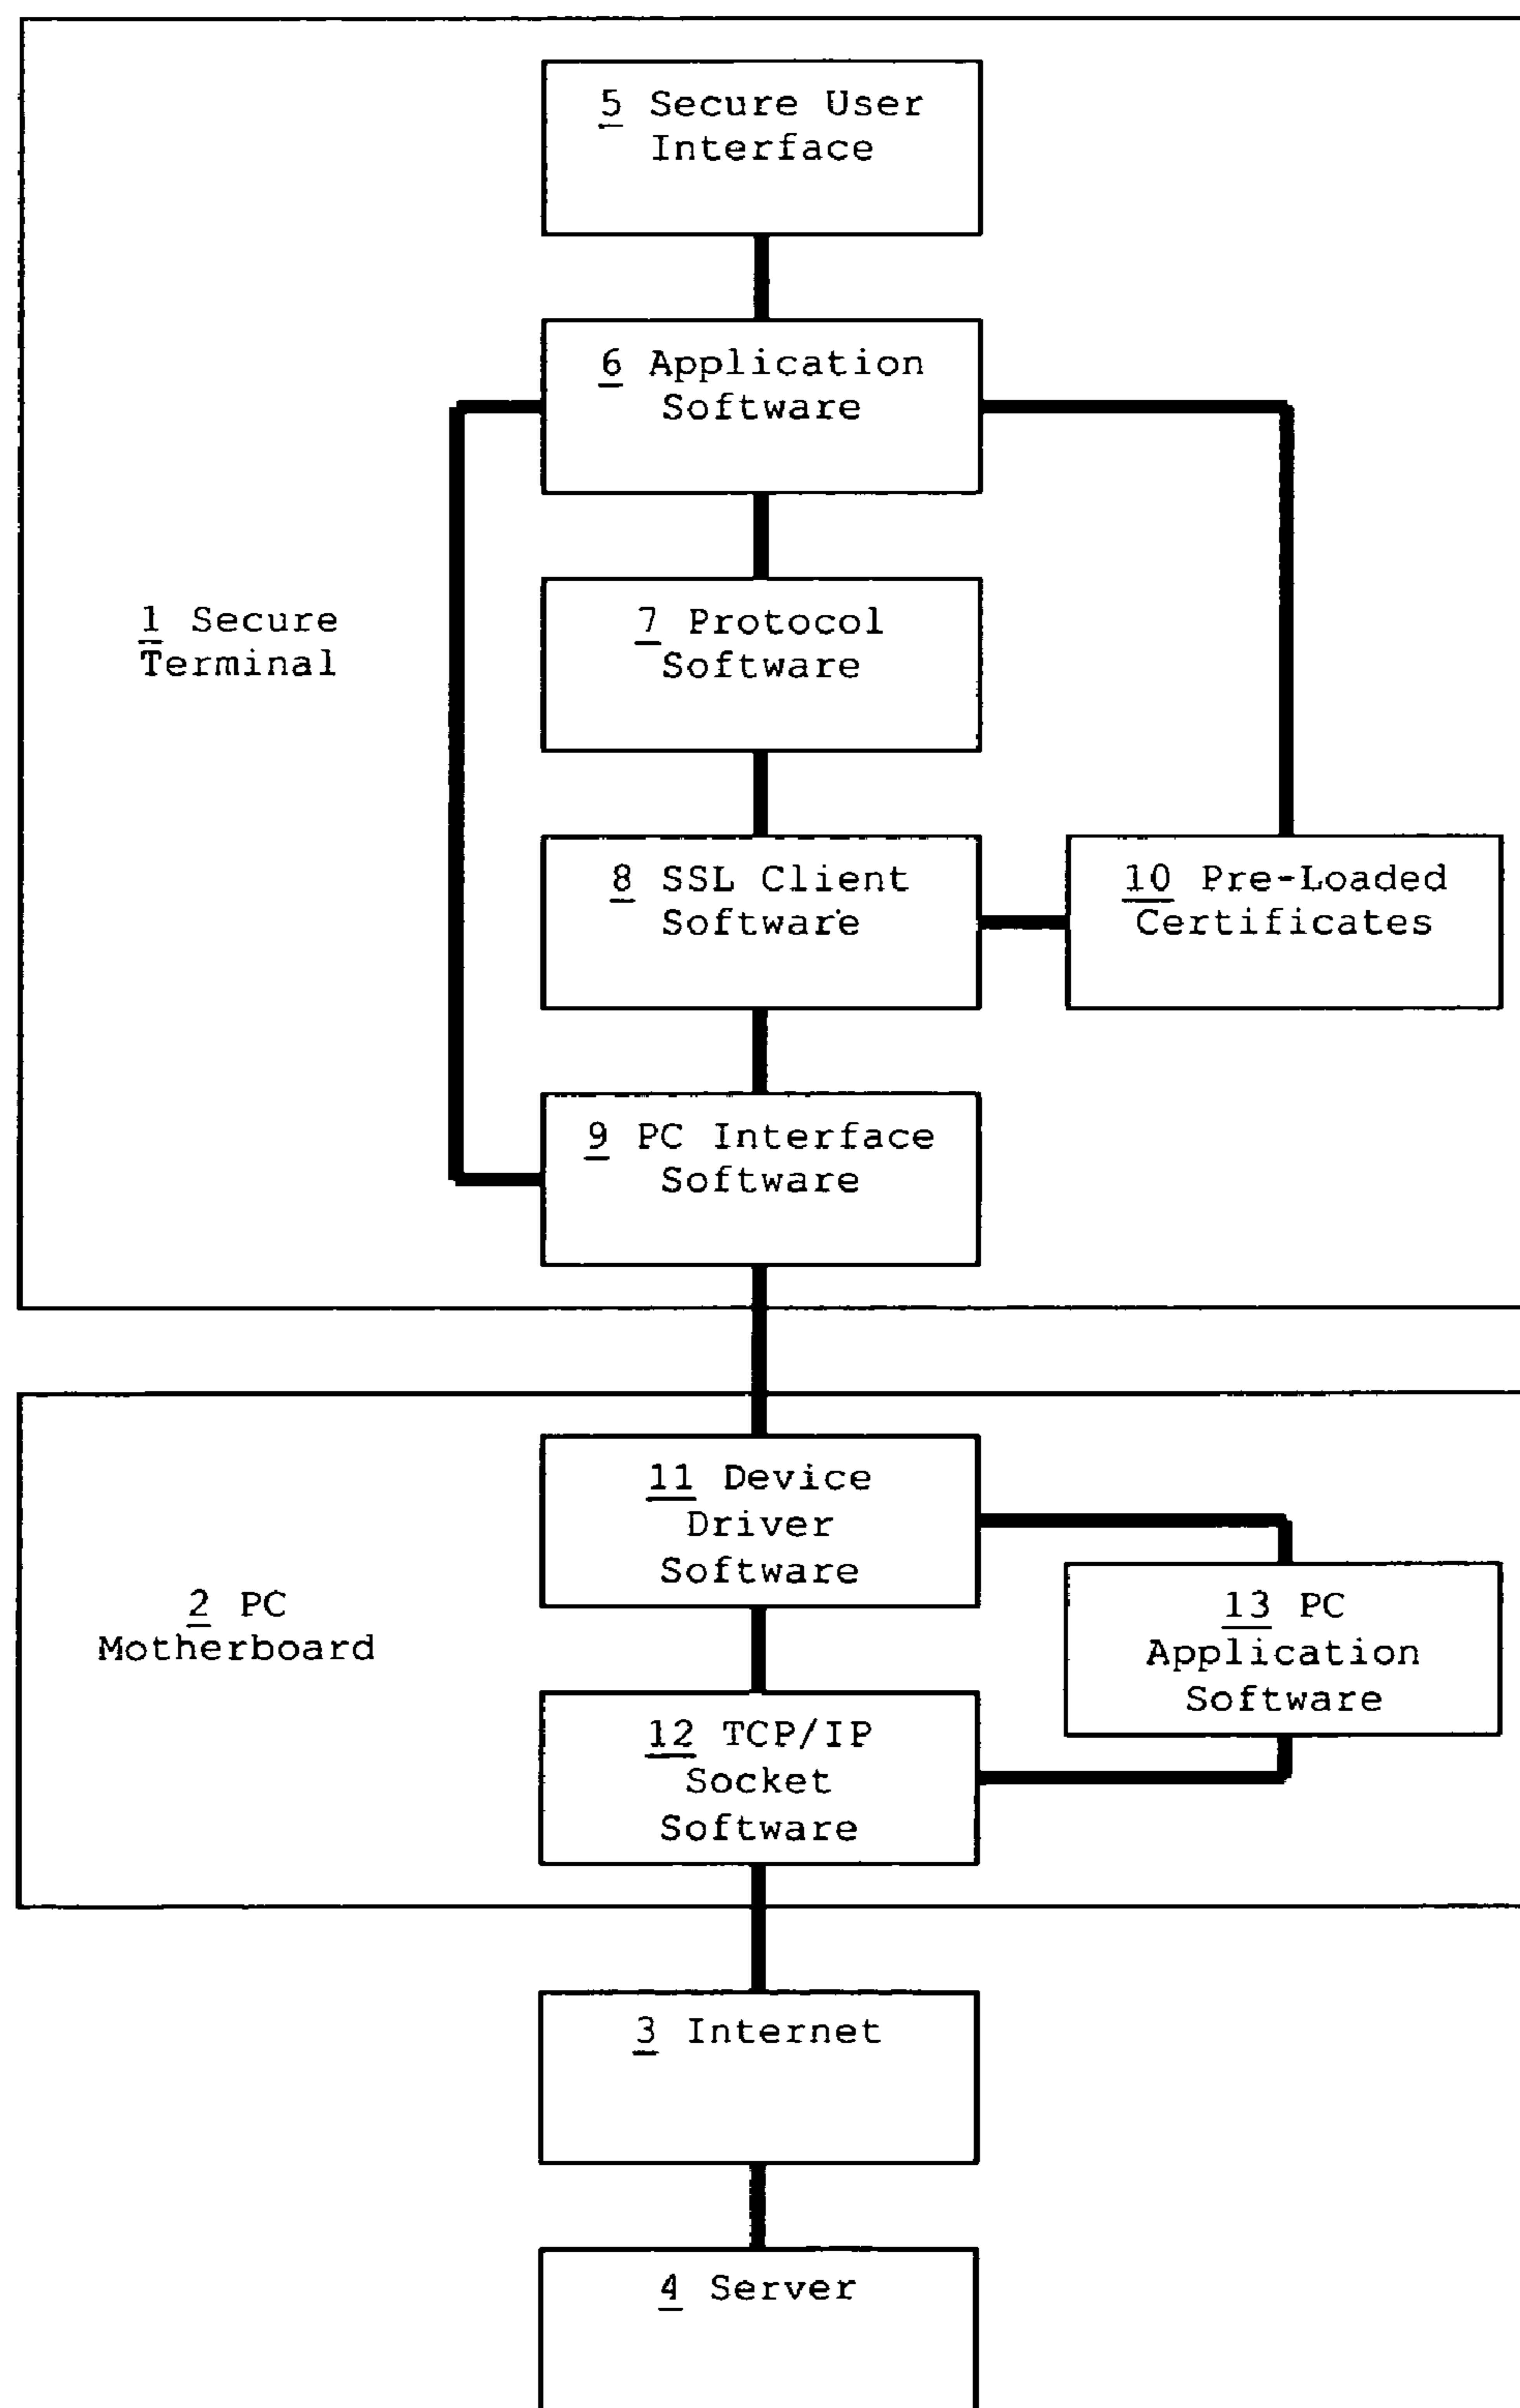 5 Secure User
Interface
6 Application
Software
1 Secure
Terminal
7 Protocol
Software
8 SSL Client
Software
10 Pre-Loaded
Certificates
9 PC Interface
Software
11 Device
Driver
Software
2 PC
Motherboard
13 PC
Application
Software
12 TCP/IP
Socket
Software
3 Internet
4 Server